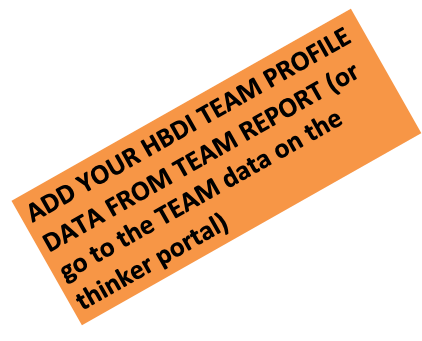 ADD YOUR HBDI TEAM PROFILE
DATA FROM TEAM REPORT (or
go to the TEAM data on the
thinker portal)